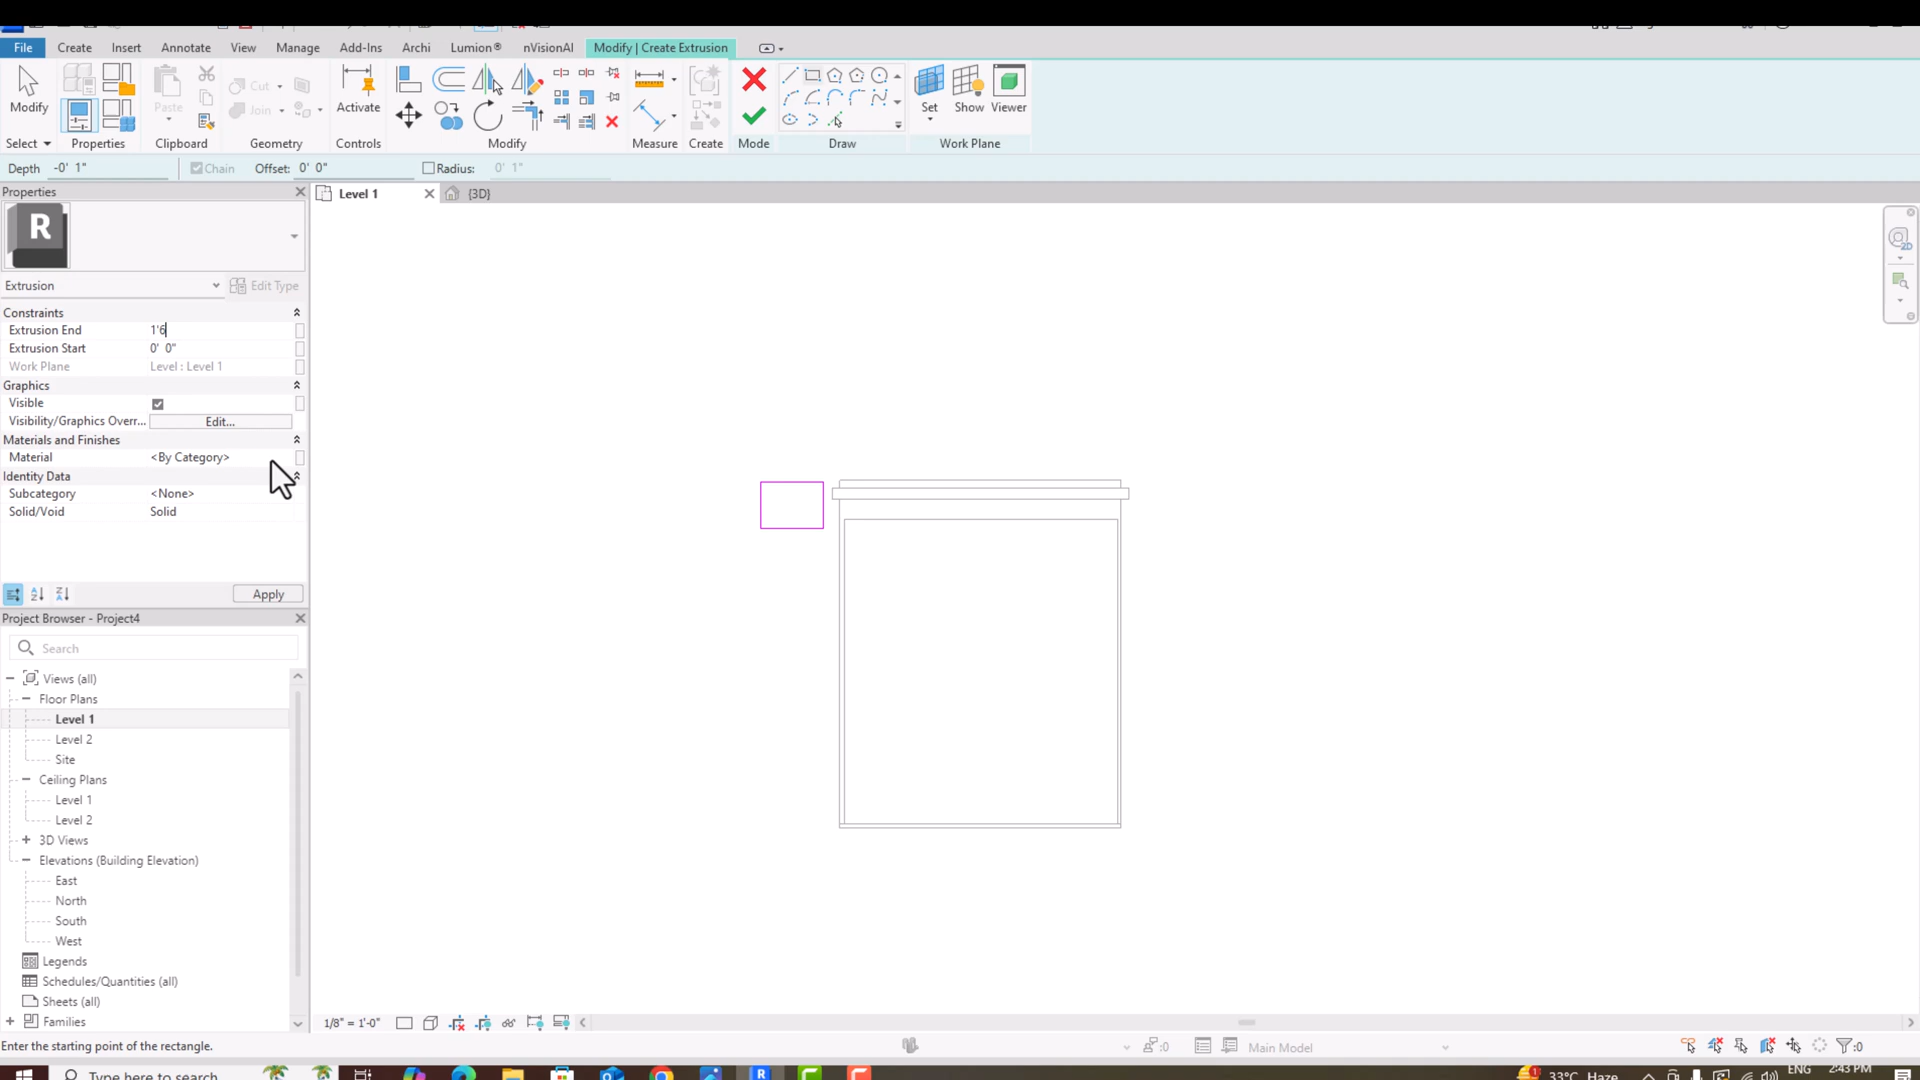 File Create Insert Annotate View Manage Add-Ins Archi Lumion® nVisionAI Modify | Create Extrusion
Modify Paste Cut Join Activate Set Show Viewer
Select Properties Clipboard Geometry Controls Modify Measure Create Mode Draw Work Plane
Depth -0' 1" Chain Offset: 0' 0" Radius: 0' 1"
Properties
Level 1 {3D}
R
Extrusion Edit Type
Constraints
Extrusion End 1'6
Extrusion Start 0' 0"
Work Plane Level : Level 1
Graphics
Visible
Visibility/Graphics Overr... Edit...
Materials and Finishes
Material <By Category>
Identity Data
Subcategory <None>
Solid/Void Solid
Apply
Project Browser - Project4
Search
Views (all)
Floor Plans
Level 1
Level 2
Site
Ceiling Plans
Level 1
Level 2
3D Views
Elevations (Building Elevation)
East
North
South
West
Legends
Schedules/Quantities (all)
Sheets (all)
Families
1/8" = 1'-0"
Enter the starting point of the rectangle. :0 Main Model :0
Type here to search 33°C Haze ENG 2:43 PM